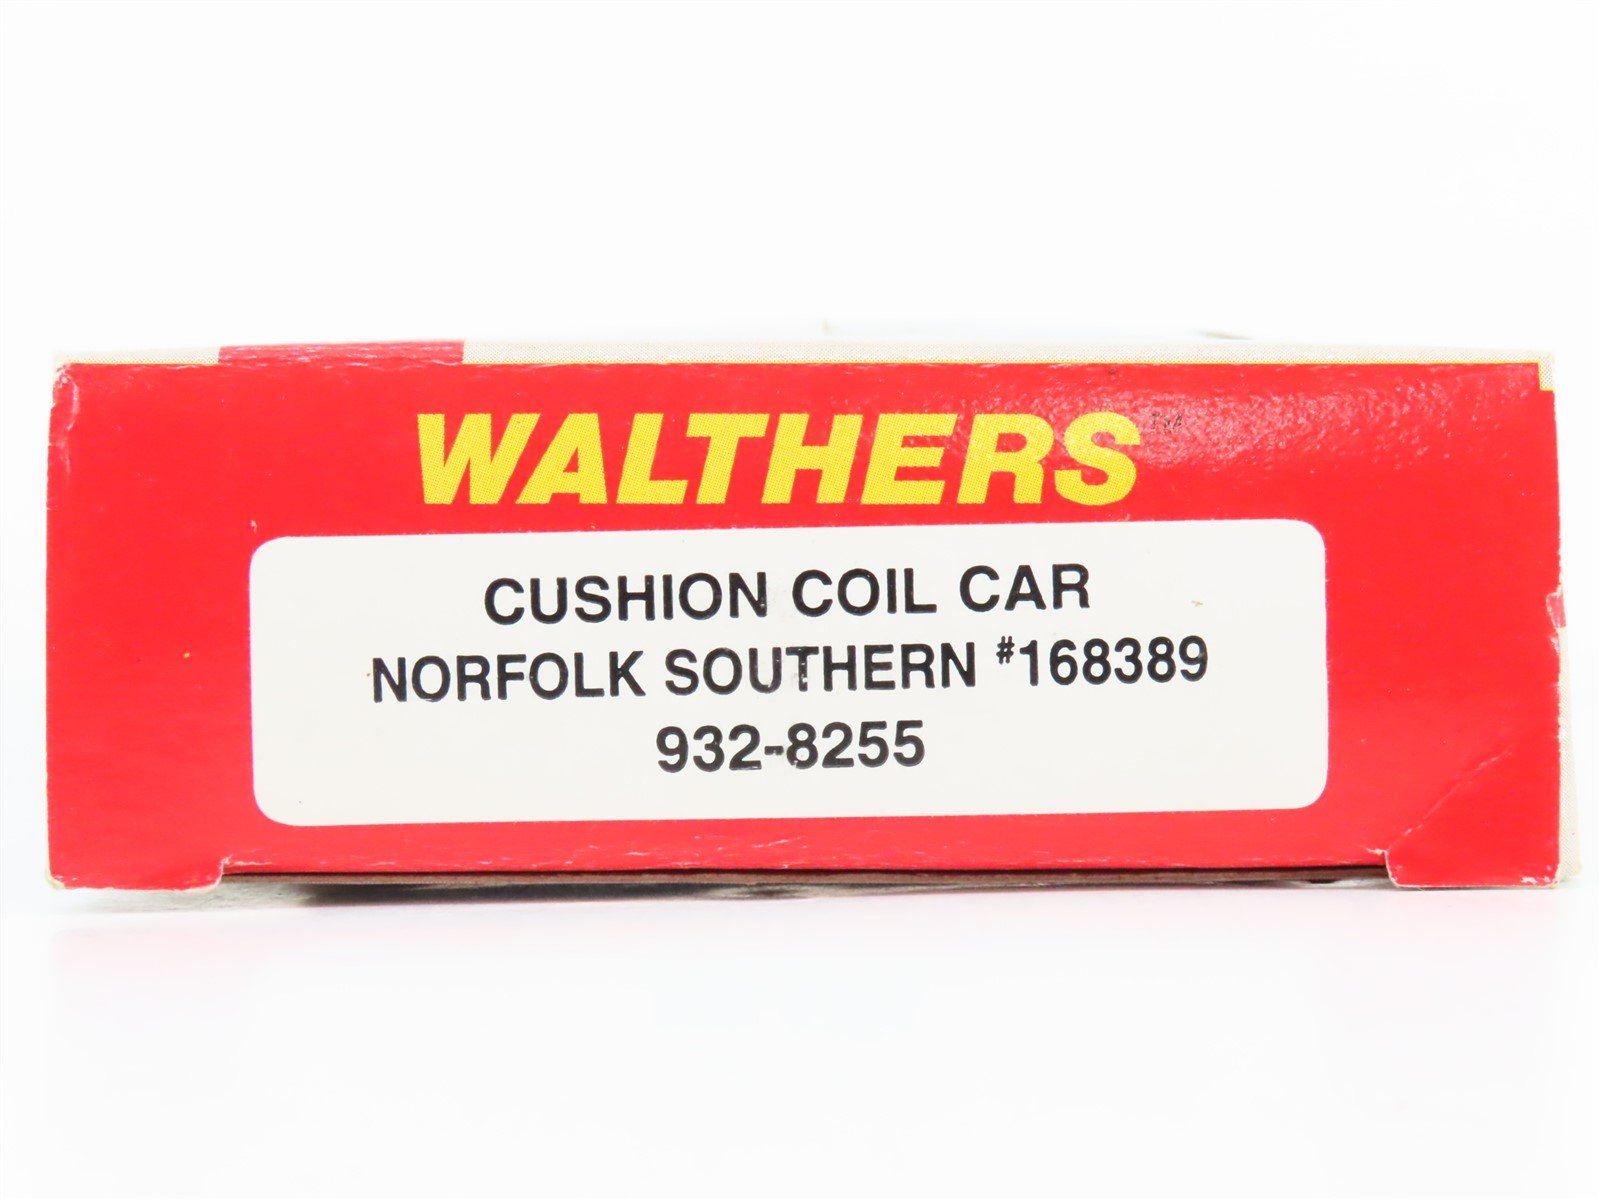 WALTHERS
CUSHION COIL CAR
NORFOLK SOUTHERN #168389
932-8255